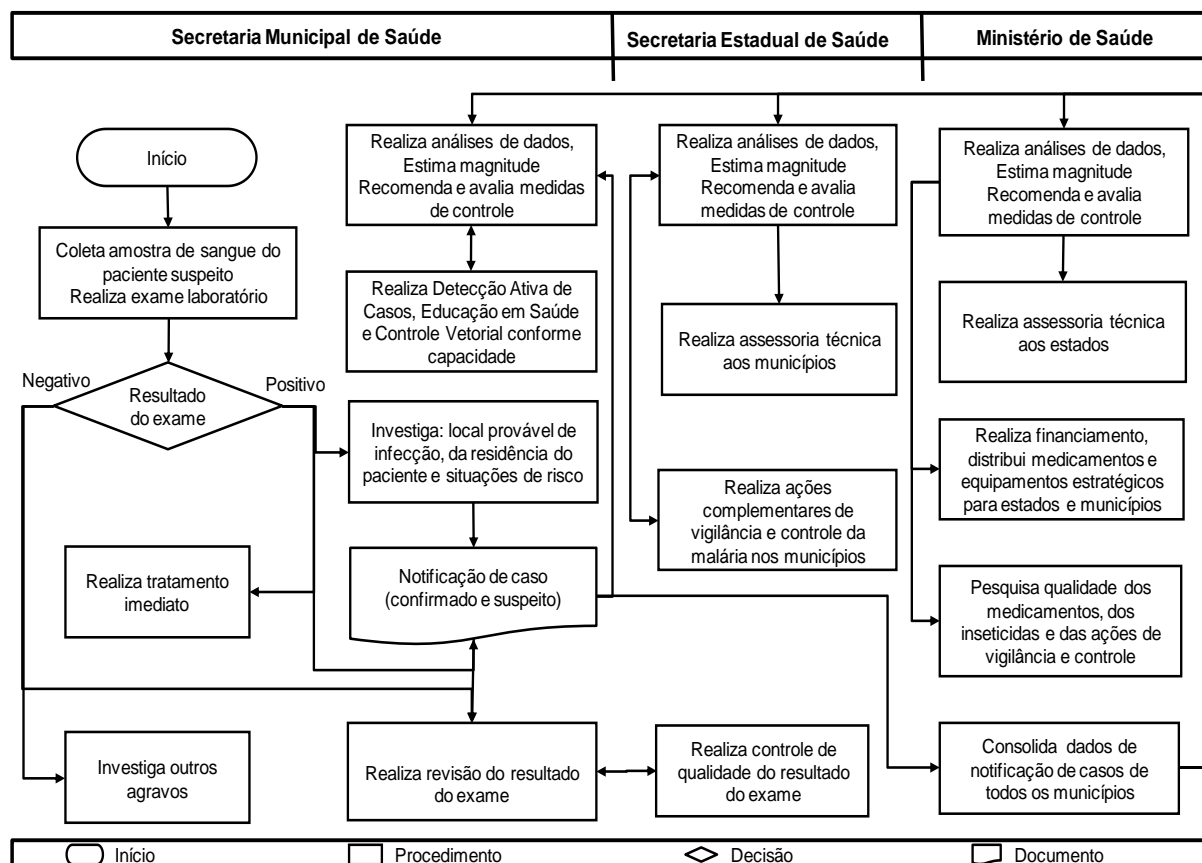 Secretaria Municipal de Saúde
Secretaria Estadual de Saúde
Ministério de Saúde
Início
Coleta amostra de sangue do
paciente suspeito
Realiza exame laboratório
Negativo
Positivo
Resultado
do exame
Realiza tratamento
imediato
Investiga outros
agravos
Realiza análises de dados,
Estima magnitude
Recomenda e avalia medidas
de controle
Realiza Detecção Ativa de
Casos, Educação em Saúde
e Controle Vetorial conforme
capacidade
Investiga: local provável de
infecção, da residência do
paciente e situações de risco
Notificação de caso
(confirmado e suspeito)
Realiza revisão do resultado
do exame
Realiza análises de dados,
Estima magnitude
Recomenda e avalia
medidas de controle
Realiza assessoria técnica
aos municípios
Realiza ações
complementares de
vigilância e controle da
malária nos municípios
Realiza controle de
qualidade do resultado
do exame
Realiza análises de dados,
Estima magnitude
Recomenda e avalia
medidas de controle
Realiza assessoria técnica
aos estados
Realiza financiamento,
distribui medicamentos e
equipamentos estratégicos
para estados e municípios
Pesquisa qualidade dos
medicamentos, dos
inseticidas e das ações de
vigilância e controle
Consolida dados de
notificação de casos de
todos os municípios
Início
Procedimento
Decisão
Documento